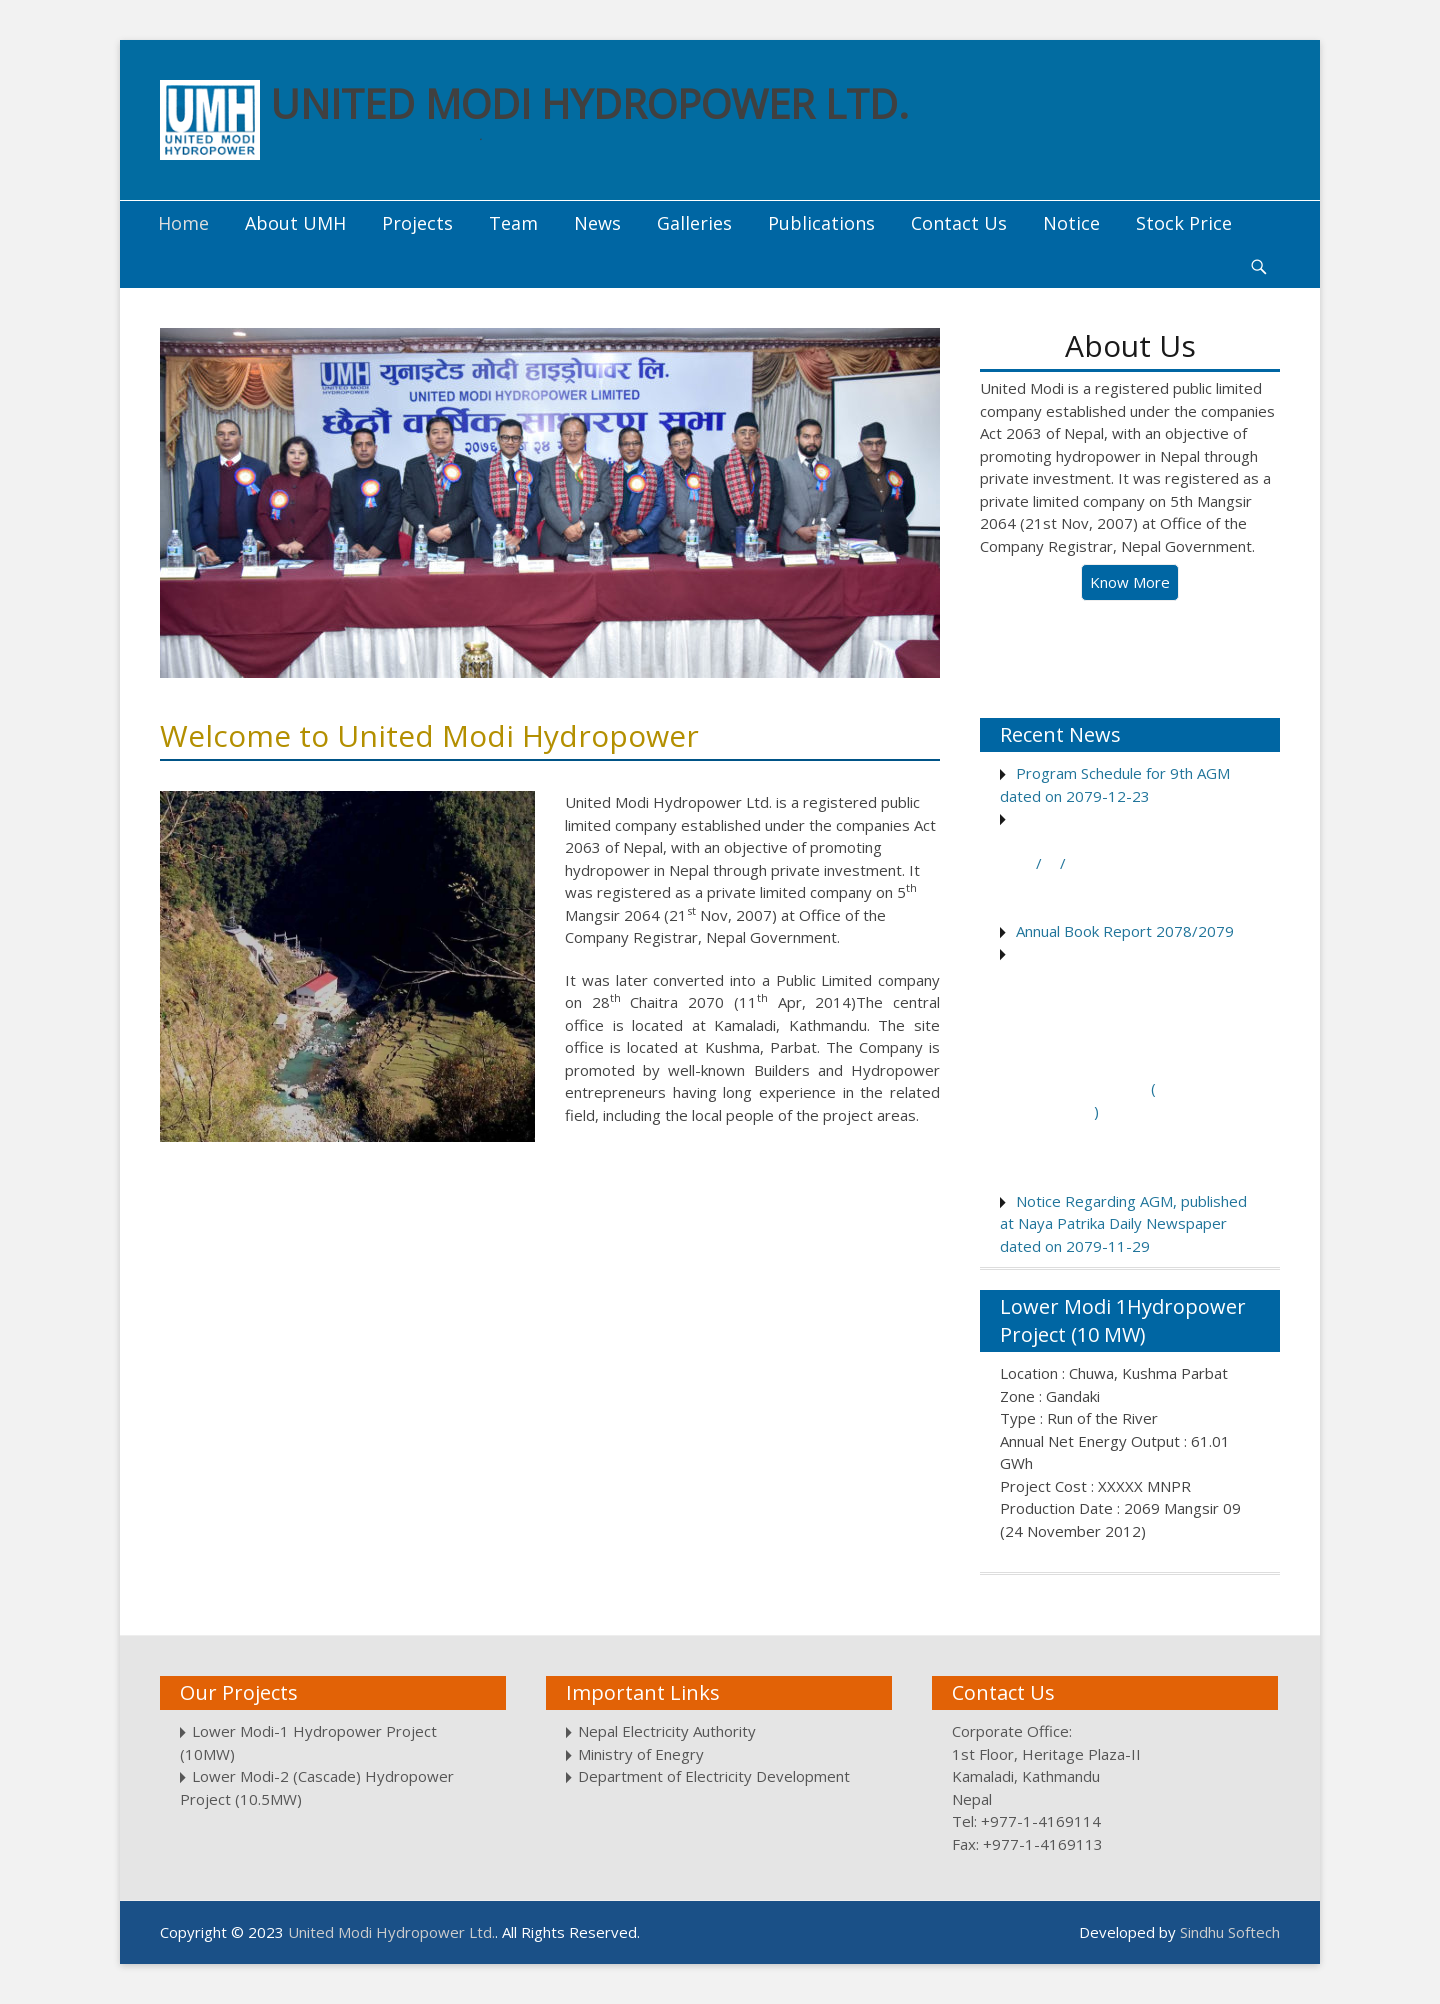 UMH
UNITED MODI
HYDROPOWER
UNITED MODI HYDROPOWER LTD.
Home
About UMH
Projects
Team
News
Galleries
Publications
Contact Us
Notice
Stock Price
UMH
UNITED MODI
HYDROPOWER
युनाइटेड मोदी हाइड्रोपावर लि.
UNITED MODI HYDROPOWER LIMITED
छैठौं वार्षिक साधारण सभा
About Us
United Modi is a registered public limited
company established under the companies
Act 2063 of Nepal, with an objective of
promoting hydropower in Nepal through
private investment. It was registered as a
private limited company on 5th Mangsir
2064 (21st Nov, 2007) at Office of the
Company Registrar, Nepal Government.
Know More
Welcome to United Modi Hydropower
United Modi Hydropower Ltd. is a registered public
limited company established under the companies Act
2063 of Nepal, with an objective of promoting
hydropower in Nepal through private investment. It
was registered as a private limited company on 5th
Mangsir 2064 (21st Nov, 2007) at Office of the
Company Registrar, Nepal Government.
It was later converted into a Public Limited company
on 28th Chaitra 2070 (11th Apr, 2014)The central
office is located at Kamaladi, Kathmandu. The site
office is located at Kushma, Parbat. The Company is
promoted by well-known Builders and Hydropower
entrepreneurs having long experience in the related
field, including the local people of the project areas.
Recent News
Program Schedule for 9th AGM
dated on 2079-12-23
/ /
Annual Book Report 2078/2079
(
)
Notice Regarding AGM, published
at Naya Patrika Daily Newspaper
dated on 2079-11-29
Lower Modi 1Hydropower
Project (10 MW)
Location : Chuwa, Kushma Parbat
Zone : Gandaki
Type : Run of the River
Annual Net Energy Output : 61.01
GWh
Project Cost : XXXXX MNPR
Production Date : 2069 Mangsir 09
(24 November 2012)
Our Projects
Lower Modi-1 Hydropower Project
(10MW)
Lower Modi-2 (Cascade) Hydropower
Project (10.5MW)
Important Links
Nepal Electricity Authority
Ministry of Enegry
Department of Electricity Development
Contact Us
Corporate Office:
1st Floor, Heritage Plaza-II
Kamaladi, Kathmandu
Nepal
Tel: +977-1-4169114
Fax: +977-1-4169113
Copyright © 2023 United Modi Hydropower Ltd.. All Rights Reserved.
Developed by Sindhu Softech